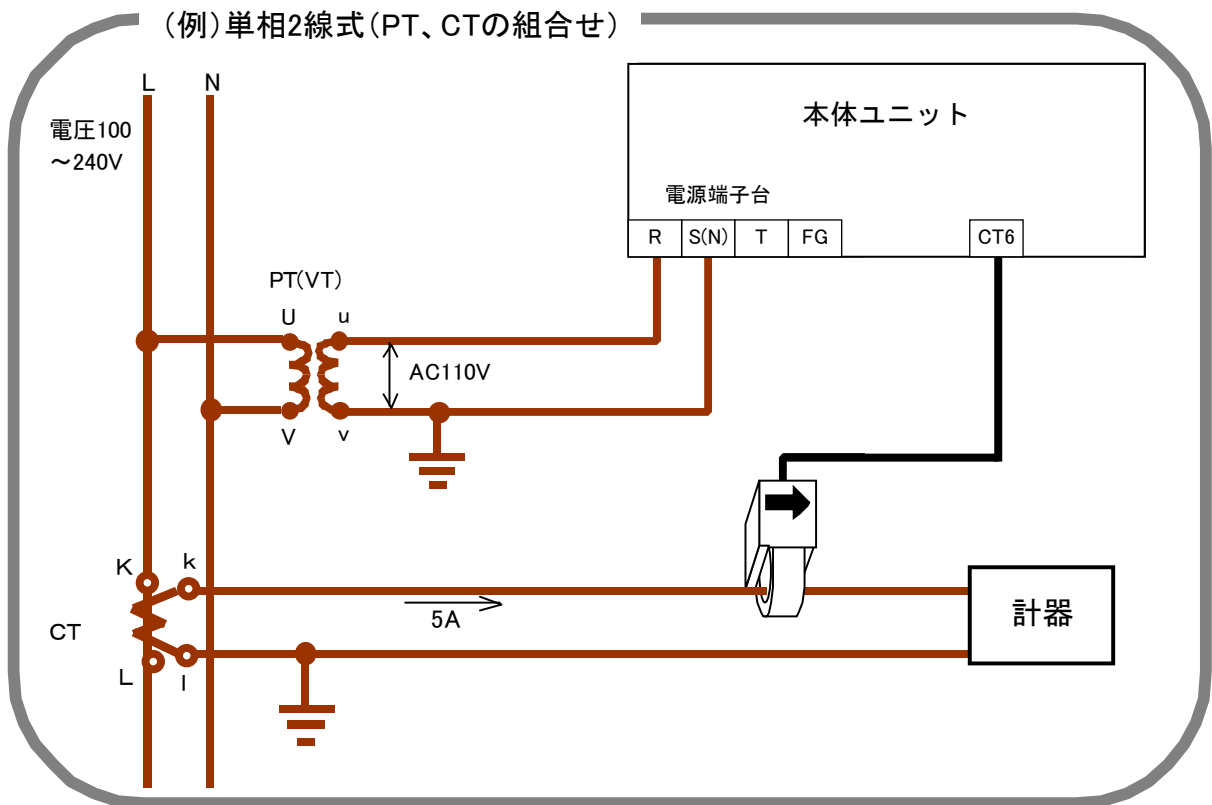 (例)単相2線式(PT、CTの組合せ)
L
N
電圧100
～240V
本体ユニット
電源端子台
R
S(N)
T
FG
CT6
PT(VT)
U
u
AC110V
V
v
K
k
5A
計器
CT
L
l